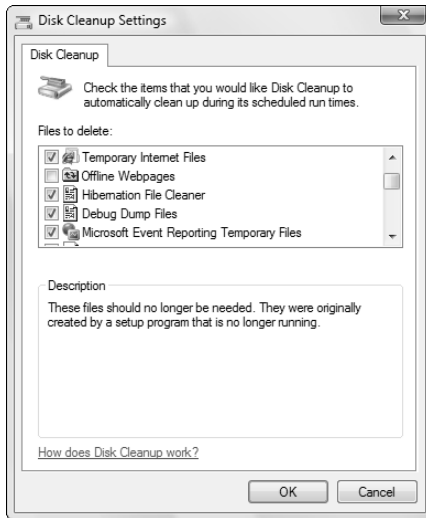 Disk Cleanup Settings
Disk Cleanup
Check the items that you would like Disk Cleanup to
automatically clean up during its scheduled run times.
Files to delete:
Temporary Internet Files
Offline Webpages
Hibernation File Cleaner
Debug Dump Files
Microsoft Event Reporting Temporary Files
Description
These files should no longer be needed. They were originally
created by a setup program that is no longer running.
How does Disk Cleanup work?
OK
Cancel